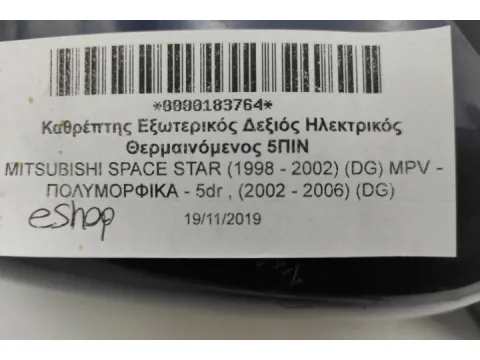 *0000183764*
Καθρέπτης Εξωτερικός Δεξιός Ηλεκτρικός
Θερμαινόμενος 5ΠΙΝ
MITSUBISHI SPACE STAR (1998 - 2002) (DG) MPV -
ΠΟΛΥΜΟΡΦΙΚΑ - 5dr , (2002 - 2006) (DG)
eshop
19/11/2019